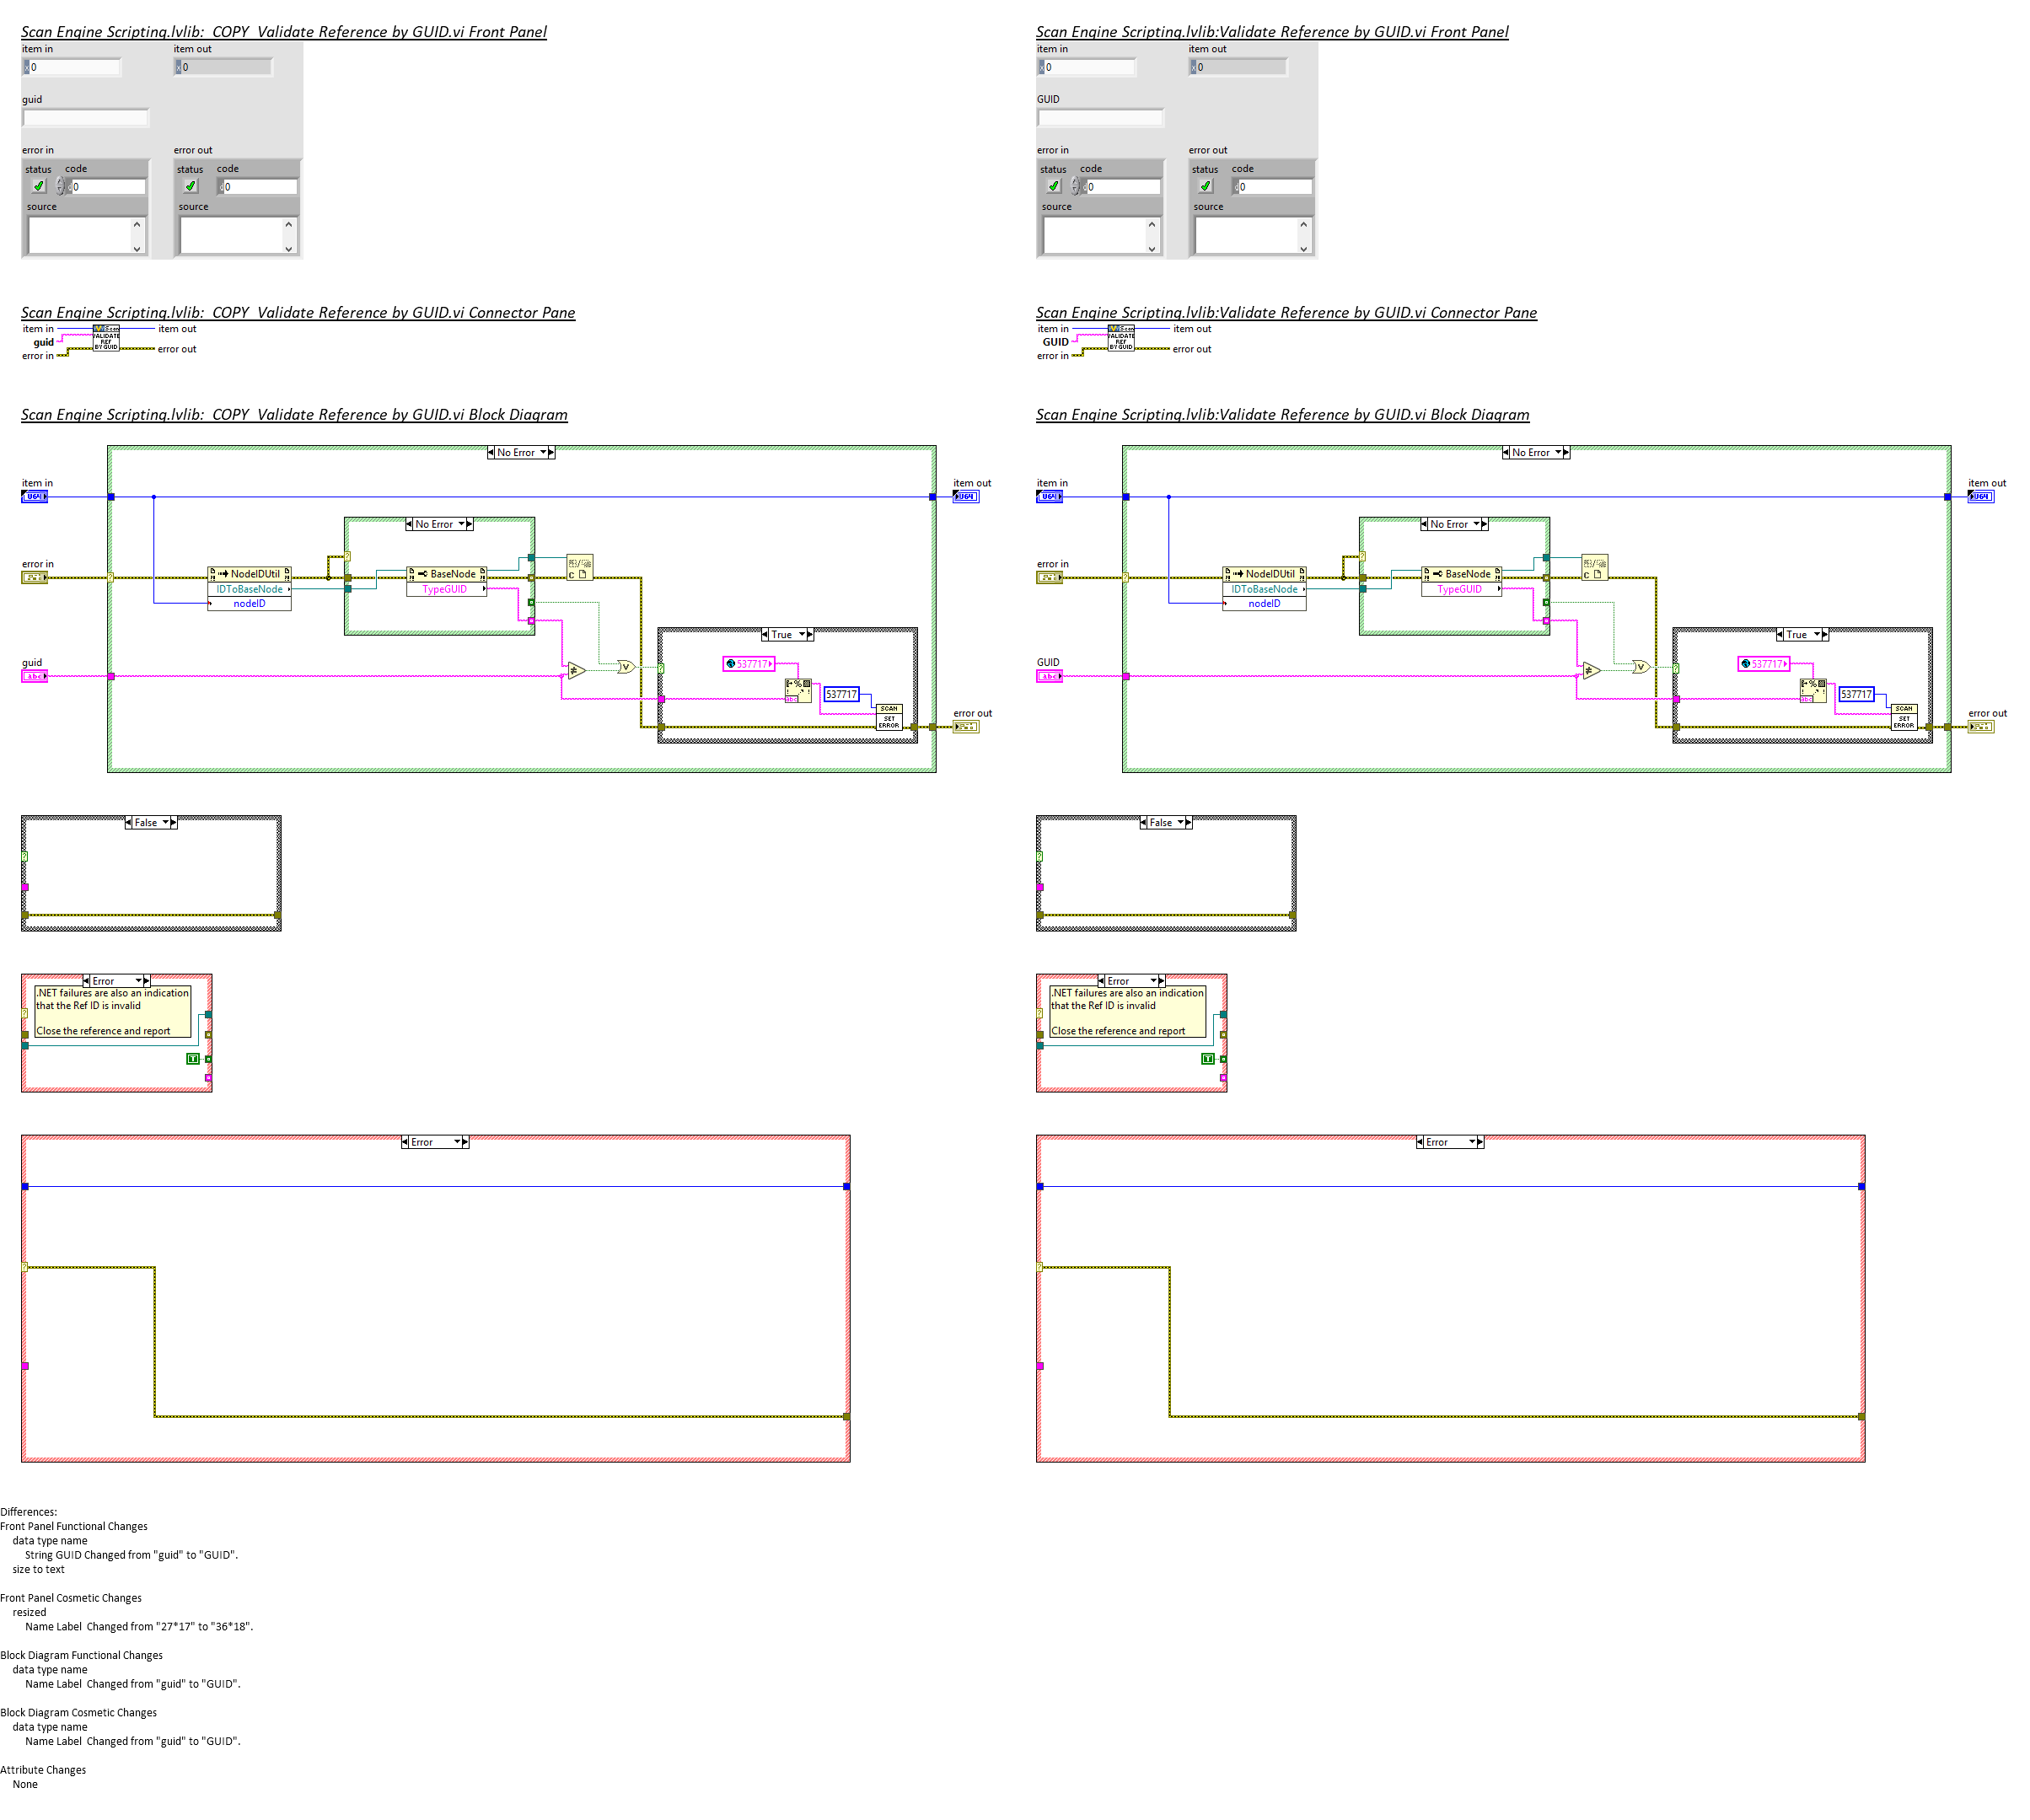 Scan Engine Scripting.lvlib:  COPY  Validate Reference by GUID.vi Front Panel
item in
item out
0
0
guid
error in
error out
status
code
status
code
0
0
source
source
Scan Engine Scripting.lvlib:Validate Reference by GUID.vi Front Panel
item in
item out
0
0
GUID
error in
error out
status
code
status
code
0
0
source
source
Scan Engine Scripting.lvlib:  COPY  Validate Reference by GUID.vi Connector Pane
item in
item out
guid
error in
error out
VALIDATE
REF
BY GUID
Scan Engine Scripting.lvlib:Validate Reference by GUID.vi Connector Pane
item in
item out
GUID
error in
error out
VALIDATE
REF
BY GUID
Scan Engine Scripting.lvlib:  COPY  Validate Reference by GUID.vi Block Diagram
No Error
item in
U64
item out
U64
No Error
error in
NodeIDUtil
IDToBaseNode
nodeID
BaseNode
TypeGUID
True
guid
abc
537717
abc
537717
SCAN
SET
ERROR
error out
False
Error
.NET failures are also an indication
that the Ref ID is invalid
Close the reference and report
T
Error
Scan Engine Scripting.lvlib:Validate Reference by GUID.vi Block Diagram
No Error
item in
U64
item out
U64
No Error
error in
NodeIDUtil
IDToBaseNode
nodeID
BaseNode
TypeGUID
True
GUID
abc
537717
abc
537717
SCAN
SET
ERROR
error out
False
Error
.NET failures are also an indication
that the Ref ID is invalid
Close the reference and report
T
Error
Differences:
Front Panel Functional Changes
data type name
String GUID Changed from "guid" to "GUID".
size to text
Front Panel Cosmetic Changes
resized
Name Label  Changed from "27*17" to "36*18".
Block Diagram Functional Changes
data type name
Name Label  Changed from "guid" to "GUID".
Block Diagram Cosmetic Changes
data type name
Name Label  Changed from "guid" to "GUID".
Attribute Changes
None